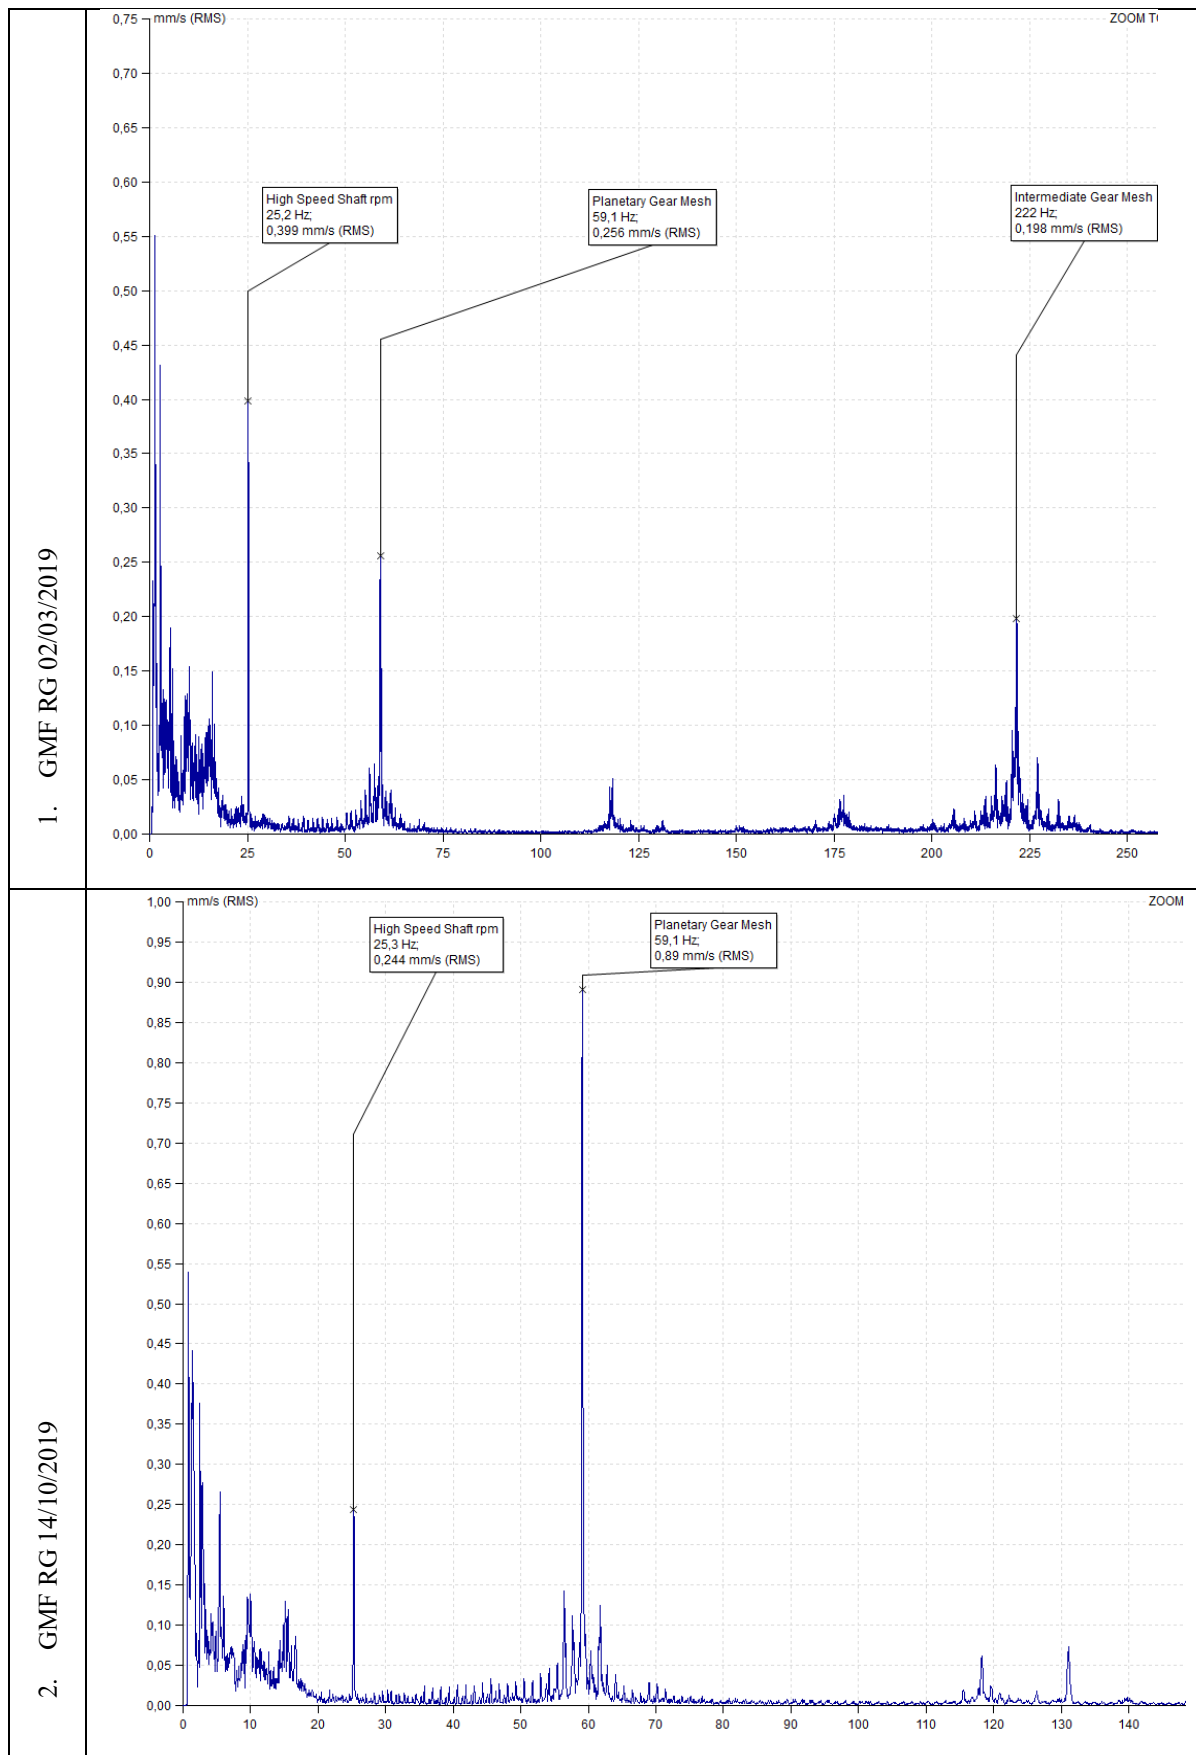 1. GMF RG 02/03/2019
mm/s (RMS)
ZOOM T
0,75
0,70
0,65
0,60
0,55
0,50
0,45
0,40
0,35
0,30
0,25
0,20
0,15
0,10
0,05
0,00
High Speed Shaft rpm
25,2 Hz;
0,399 mm/s (RMS)
Planetary Gear Mesh
59,1 Hz;
0,256 mm/s (RMS)
Intermediate Gear Mesh
222 Hz;
0,198 mm/s (RMS)
0 25 50 75 100 125 150 175 200 225 250
2. GMF RG 14/10/2019
mm/s (RMS)
ZOOM
1,00
0,95
0,90
0,85
0,80
0,75
0,70
0,65
0,60
0,55
0,50
0,45
0,40
0,35
0,30
0,25
0,20
0,15
0,10
0,05
0,00
High Speed Shaft rpm
25,3 Hz;
0,244 mm/s (RMS)
Planetary Gear Mesh
59,1 Hz;
0,89 mm/s (RMS)
0 10 20 30 40 50 60 70 80 90 100 110 120 130 140